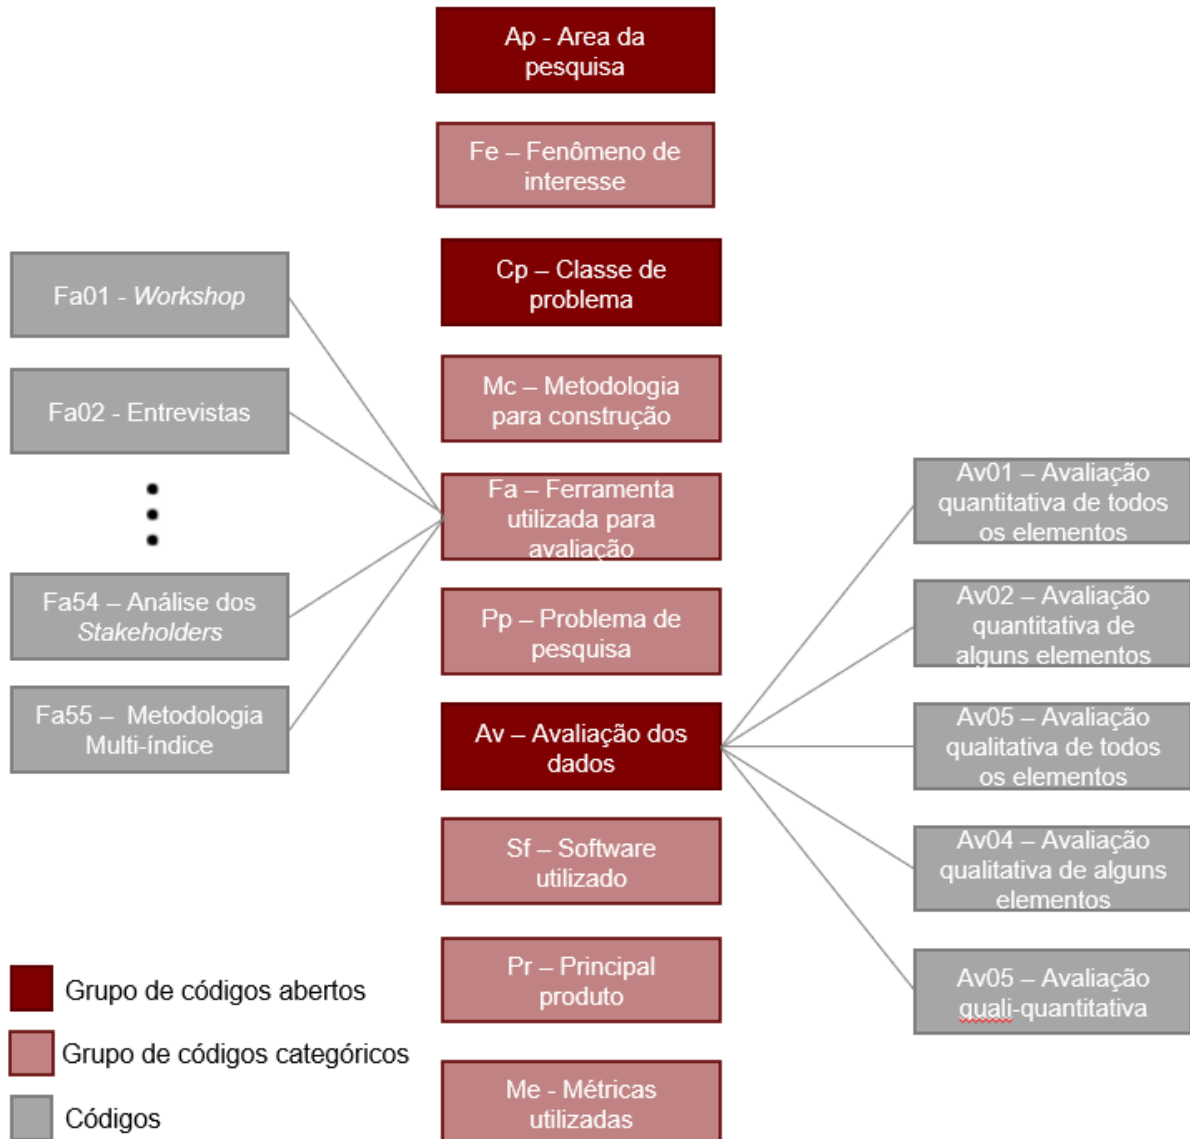 Ap - Area da
pesquisa
Fe – Fenômeno de
interesse
Cp – Classe de
problema
Mc – Metodologia
para construção
Fa – Ferramenta
utilizada para
avaliação
Pp – Problema de
pesquisa
Av – Avaliação dos
dados
Sf – Software
utilizado
Pr – Principal
produto
Me - Métricas
utilizadas
Fa01 - Workshop
Fa02 - Entrevistas
Fa54 – Análise dos
Stakeholders
Fa55 – Metodologia
Multi-índice
Av01 – Avaliação
quantitativa de todos
os elementos
Av02 – Avaliação
quantitativa de
alguns elementos
Av05 – Avaliação
qualitativa de todos
os elementos
Av04 – Avaliação
qualitativa de alguns
elementos
Av05 – Avaliação
quali-quantitativa
Grupo de códigos abertos
Grupo de códigos categóricos
Códigos